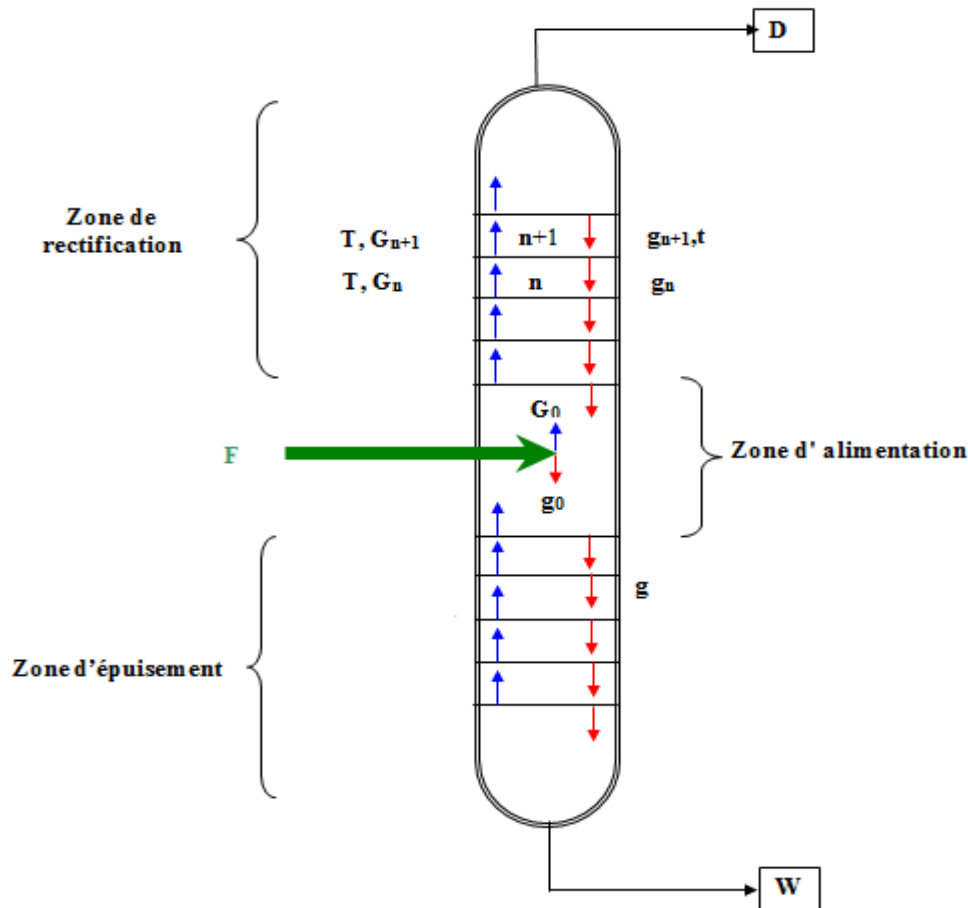 D
Zone de
rectification
T, Gn+1
n+1
gn+1,t
T, Gn
n
gn
G0
F
Zone d' alimentation
g0
g
Zone d'épuisement
W